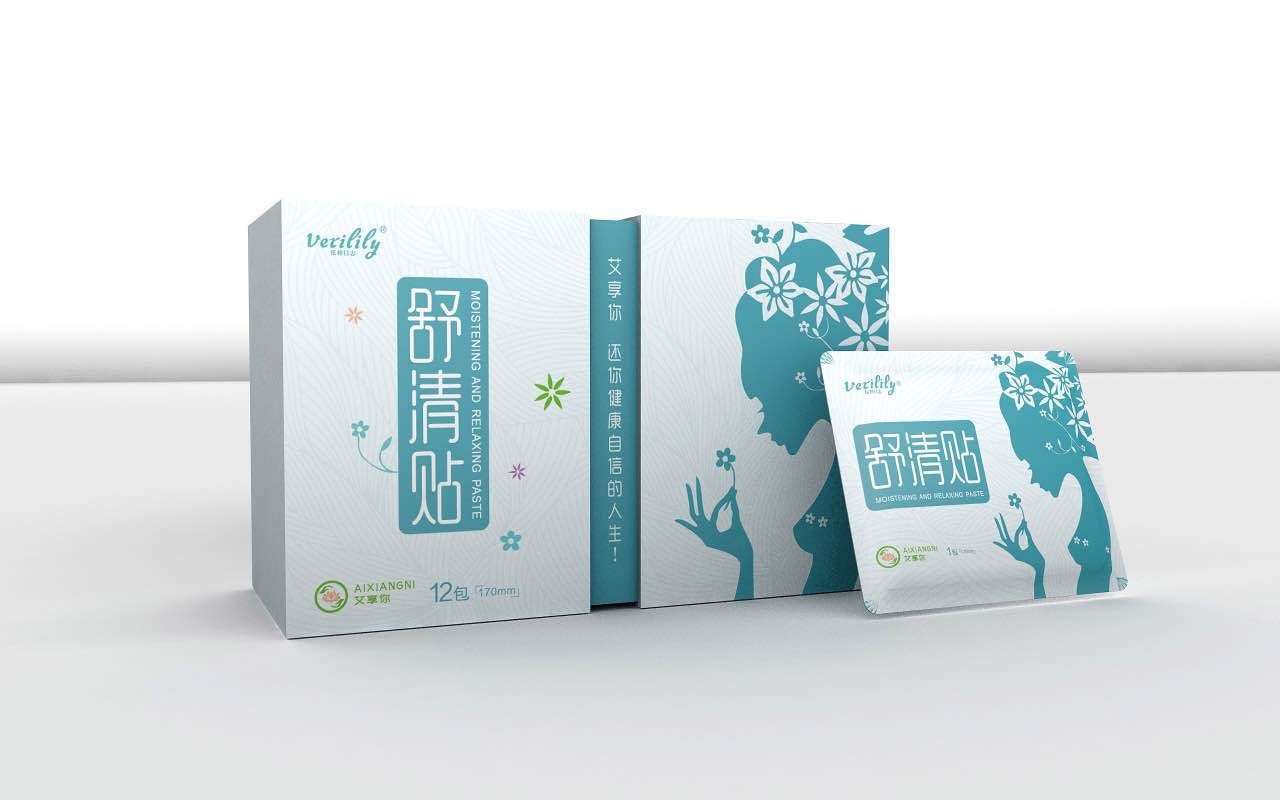 Verilily®
舒清贴
MOISTENING AND RELAXING PASTE
AIXIANGNI
艾享你
12包「170mm」
艾享你 还你健康自信的人生！
Verilily®
舒清贴
MOISTENING AND RELAXING PASTE
AIXIANGNI
艾享你
1包